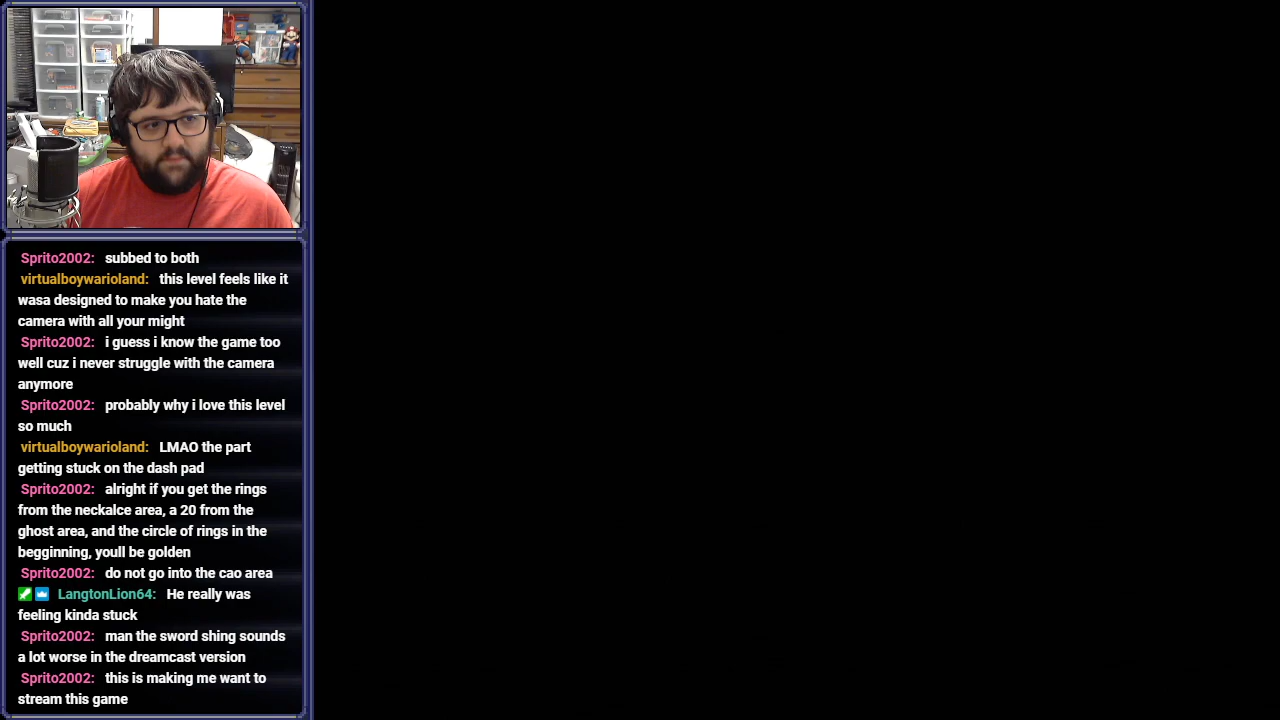 Sprito2002: subbed to both
virtualboywarioland: this level feels like it
wasa designed to make you hate the
camera with all your might
Sprito2002: i guess i know the game too
well cuz i never struggle with the camera
anymore
Sprito2002: probably why i love this level
so much
virtualboywarioland: LMAO the part
getting stuck on the dash pad
Sprito2002: alright if you get the rings
from the neckalce area, a 20 from the
ghost area, and the circle of rings in the
begginning, youll be golden
Sprito2002: do not go into the cao area
LangtonLion64: He really was
feeling kinda stuck
Sprito2002: man the sword shing sounds
a lot worse in the dreamcast version
Sprito2002: this is making me want to
stream this game